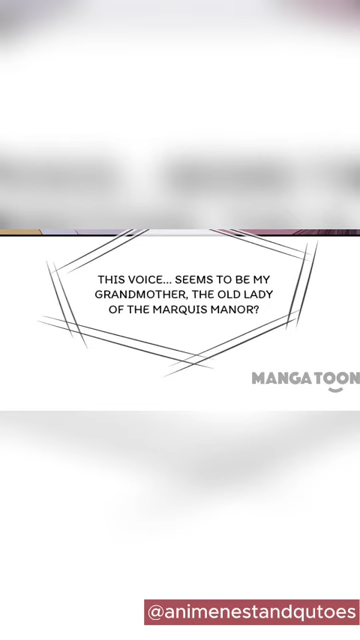 THIS VOICE... SEEMS TO BE MY
GRANDMOTHER, THE OLD LADY
OF THE MARQUIS MANOR?
MANGATOON
@animenestandqutoes